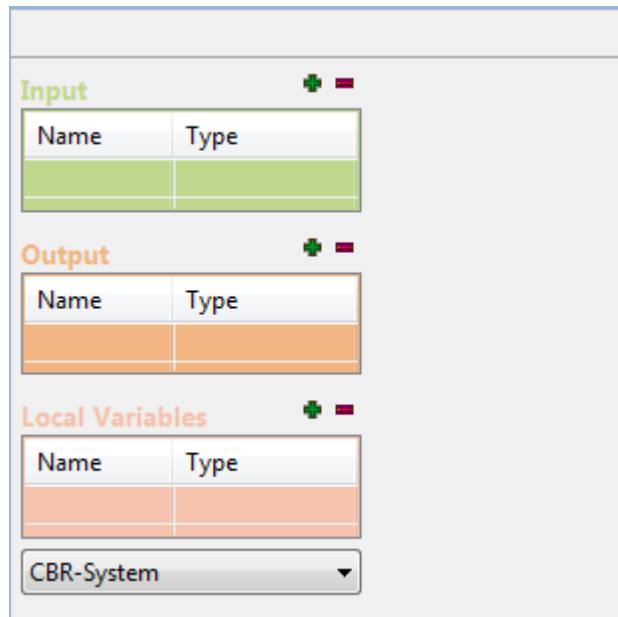 Input
Name Type
Output
Name Type
Local Variables
Name Type
CBR-System